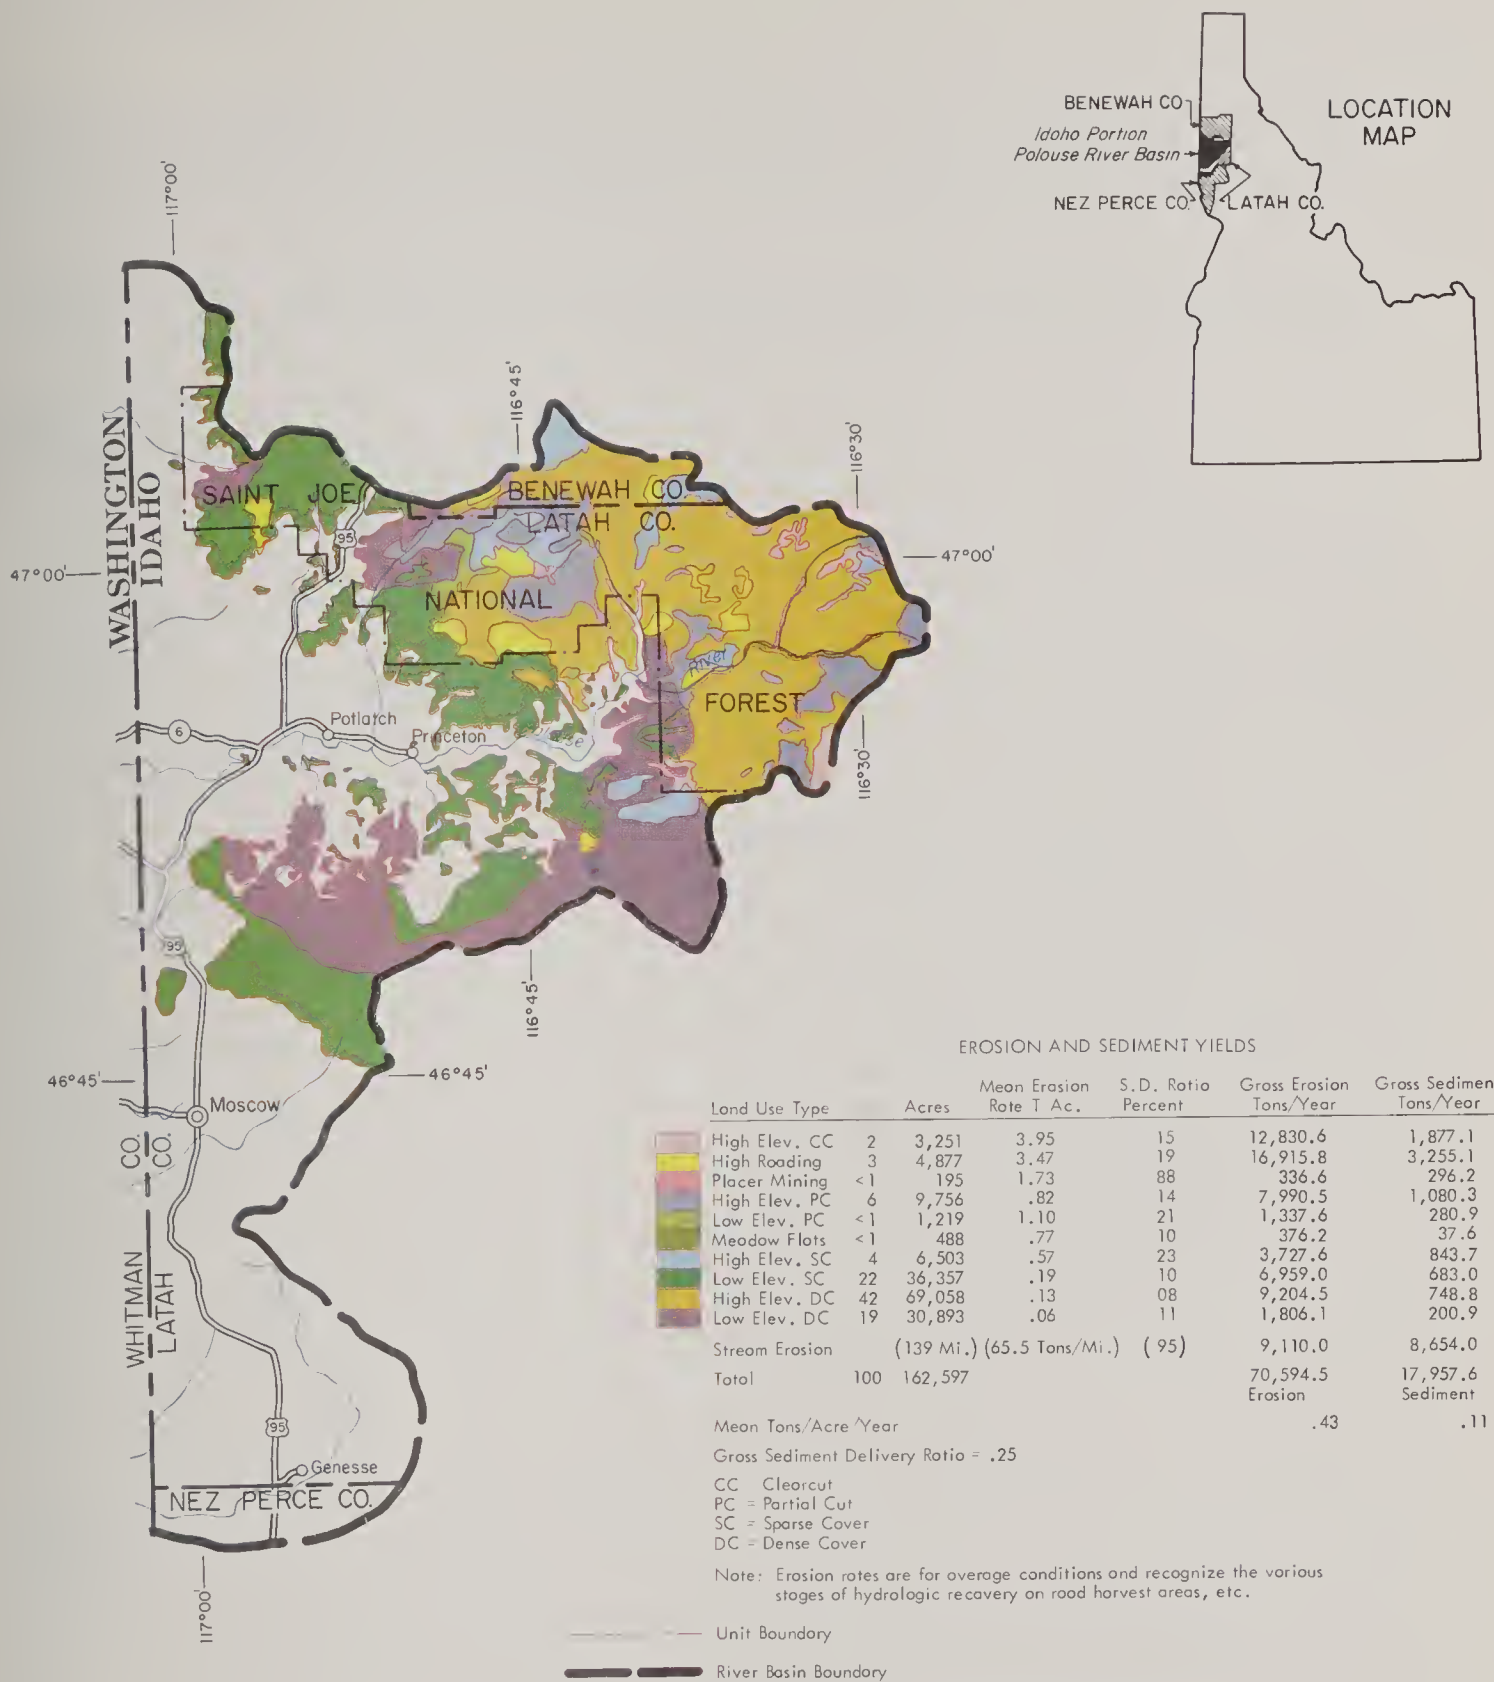 BENEWAH CO
Idaho Portion
Polouse River Basin
NEZ PERCE CO.
LATAH CO.
LOCATION
MAP
117°00'
116°45'
116°30'
WASHINGTON
IDAHO
SAINT JOE
BENEWAH CO.
LATAH CO.
95
47°00'
47°00'
NATIONAL
River
FOREST
Potlatch
6
Princeton
116°30'
95
116°45'
46°45'
46°45'
Moscow
WHITMAN CO.
LATAH CO.
95
Genesse
NEZ PERCE CO.
117°00'
EROSION AND SEDIMENT YIELDS
Land Use Type Acres Mean Erosion Rate T Ac. S.D. Ratio Percent Gross Erosion Tons/Year Gross Sedimen Tons/Year
High Elev. CC 2 3,251 3.95 15 12,830.6 1,877.1
High Roading 3 4,877 3.47 19 16,915.8 3,255.1
Placer Mining <1 195 1.73 88 336.6 296.2
High Elev. PC 6 9,756 .82 14 7,990.5 1,080.3
Low Elev. PC <1 1,219 1.10 21 1,337.6 280.9
Meadow Flats <1 488 .77 10 376.2 37.6
High Elev. SC 4 6,503 .57 23 3,727.6 843.7
Low Elev. SC 22 36,357 .19 10 6,959.0 683.0
High Elev. DC 42 69,058 .13 08 9,204.5 748.8
Low Elev. DC 19 30,893 .06 11 1,806.1 200.9
Stream Erosion (139 Mi.) (65.5 Tons/Mi.) (95) 9,110.0 8,654.0
Total 100 162,597 70,594.5 17,957.6
Erosion Sediment
Mean Tons/Acre/Year .43 .11
Gross Sediment Delivery Ratio = .25
CC Clearcut
PC = Partial Cut
SC = Sparse Cover
DC = Dense Cover
Note: Erosion rates are for average conditions and recognize the various
stages of hydrologic recovery on road harvest areas, etc.
Unit Boundary
River Basin Boundary